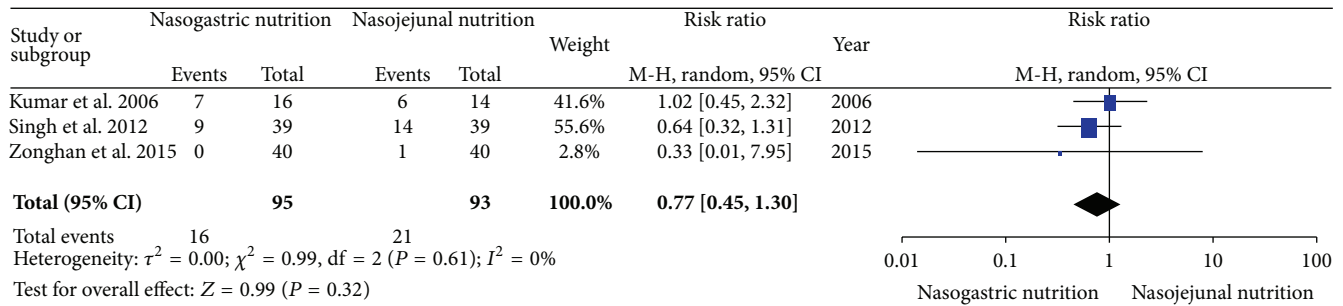 Study or subgroup Nasogastric nutrition Nasojejunal nutrition Weight Risk ratio Year Risk ratio
Events Total Events Total M-H, random, 95% CI M-H, random, 95% CI
Kumar et al. 2006 7 16 6 14 41.6% 1.02 [0.45, 2.32] 2006
Singh et al. 2012 9 39 14 39 55.6% 0.64 [0.32, 1.31] 2012
Zonghan et al. 2015 0 40 1 40 2.8% 0.33 [0.01, 7.95] 2015
Total (95% CI) 95 93 100.0% 0.77 [0.45, 1.30]
Total events 16 21
Heterogeneity: τ² = 0.00; χ² = 0.99, df = 2 (P = 0.61); I² = 0%
Test for overall effect: Z = 0.99 (P = 0.32)
0.01 0.1 1 10 100
Nasogastric nutrition Nasojejunal nutrition